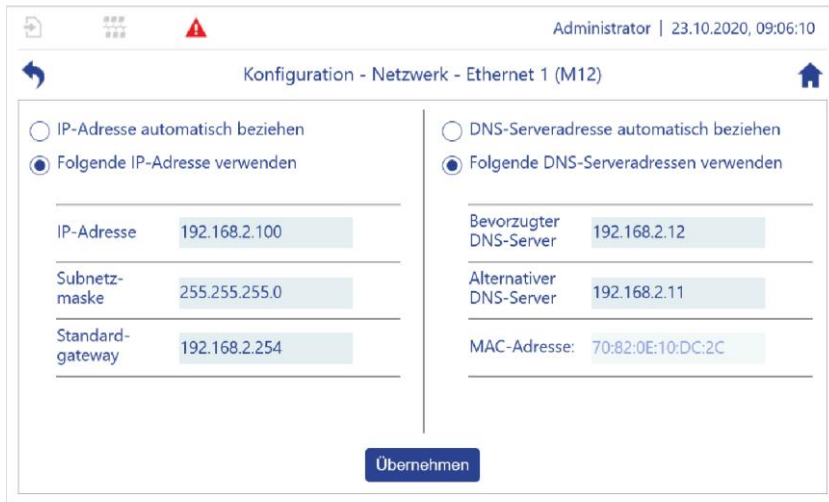 Administrator | 23.10.2020, 09:06:10
Konfiguration - Netzwerk - Ethernet 1 (M12)
IP-Adresse automatisch beziehen
Folgende IP-Adresse verwenden
IP-Adresse 192.168.2.100
Subnetz-
maske 255.255.255.0
Standard-
gateway 192.168.2.254
DNS-Serveradresse automatisch beziehen
Folgende DNS-Serveradressen verwenden
Bevorzugter
DNS-Server 192.168.2.12
Alternativer
DNS-Server 192.168.2.11
MAC-Adresse: 70:82:0E:10:DC:2C
Übernehmen